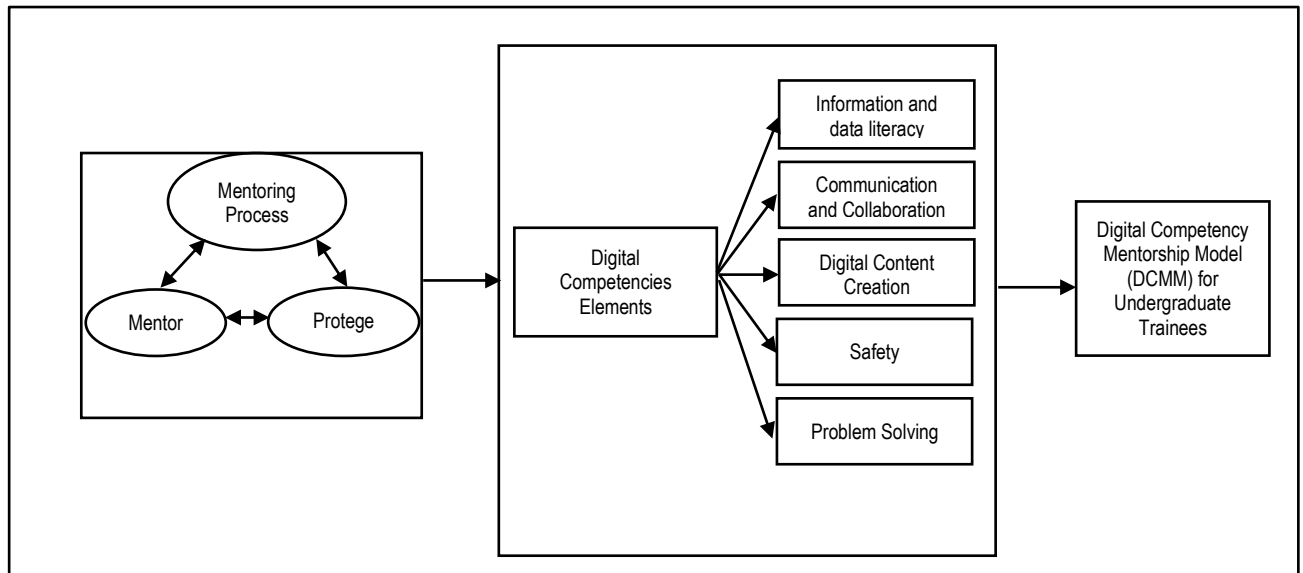 Mentoring
Process
Mentor
Protege
Digital
Competencies
Elements
Information and
data literacy
Communication
and Collaboration
Digital Content
Creation
Safety
Problem Solving
Digital Competency
Mentorship Model
(DCMM) for
Undergraduate
Trainees